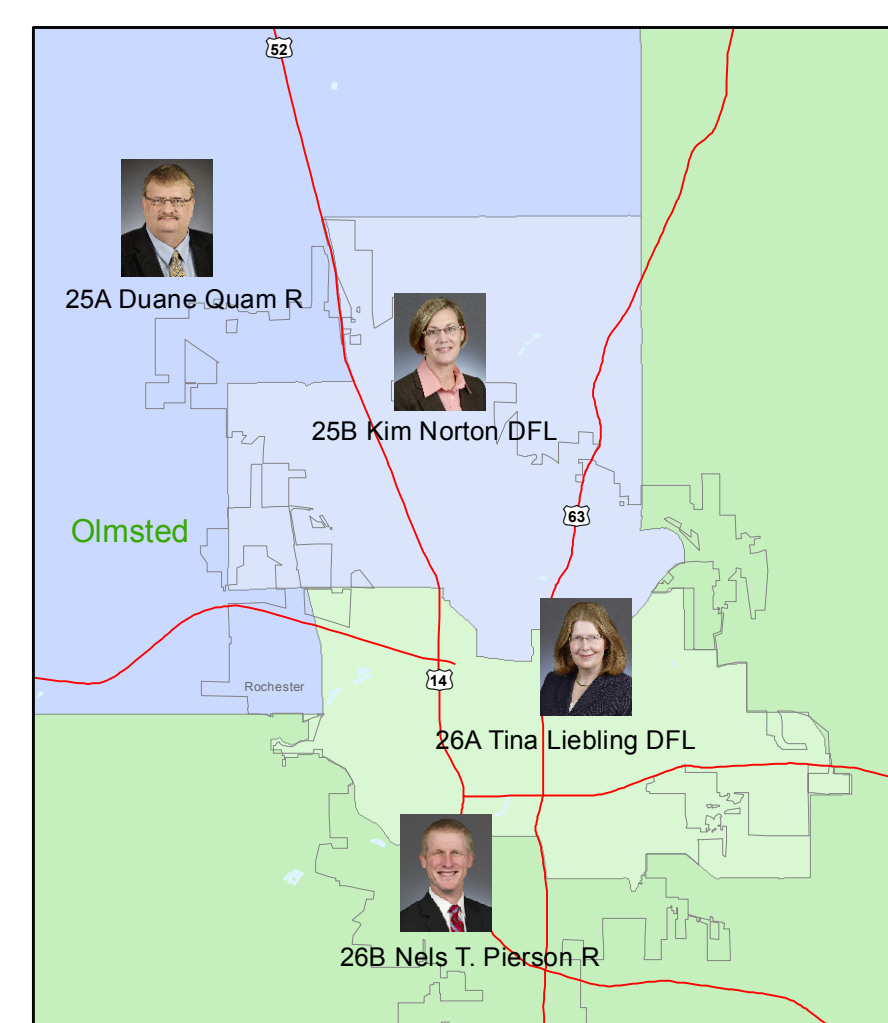 52
25A Duane Quam R
25B Kim Norton DFL
63
Olmsted
14
Rochester
26A Tina Liebling DFL
26B Nels T. Pierson R